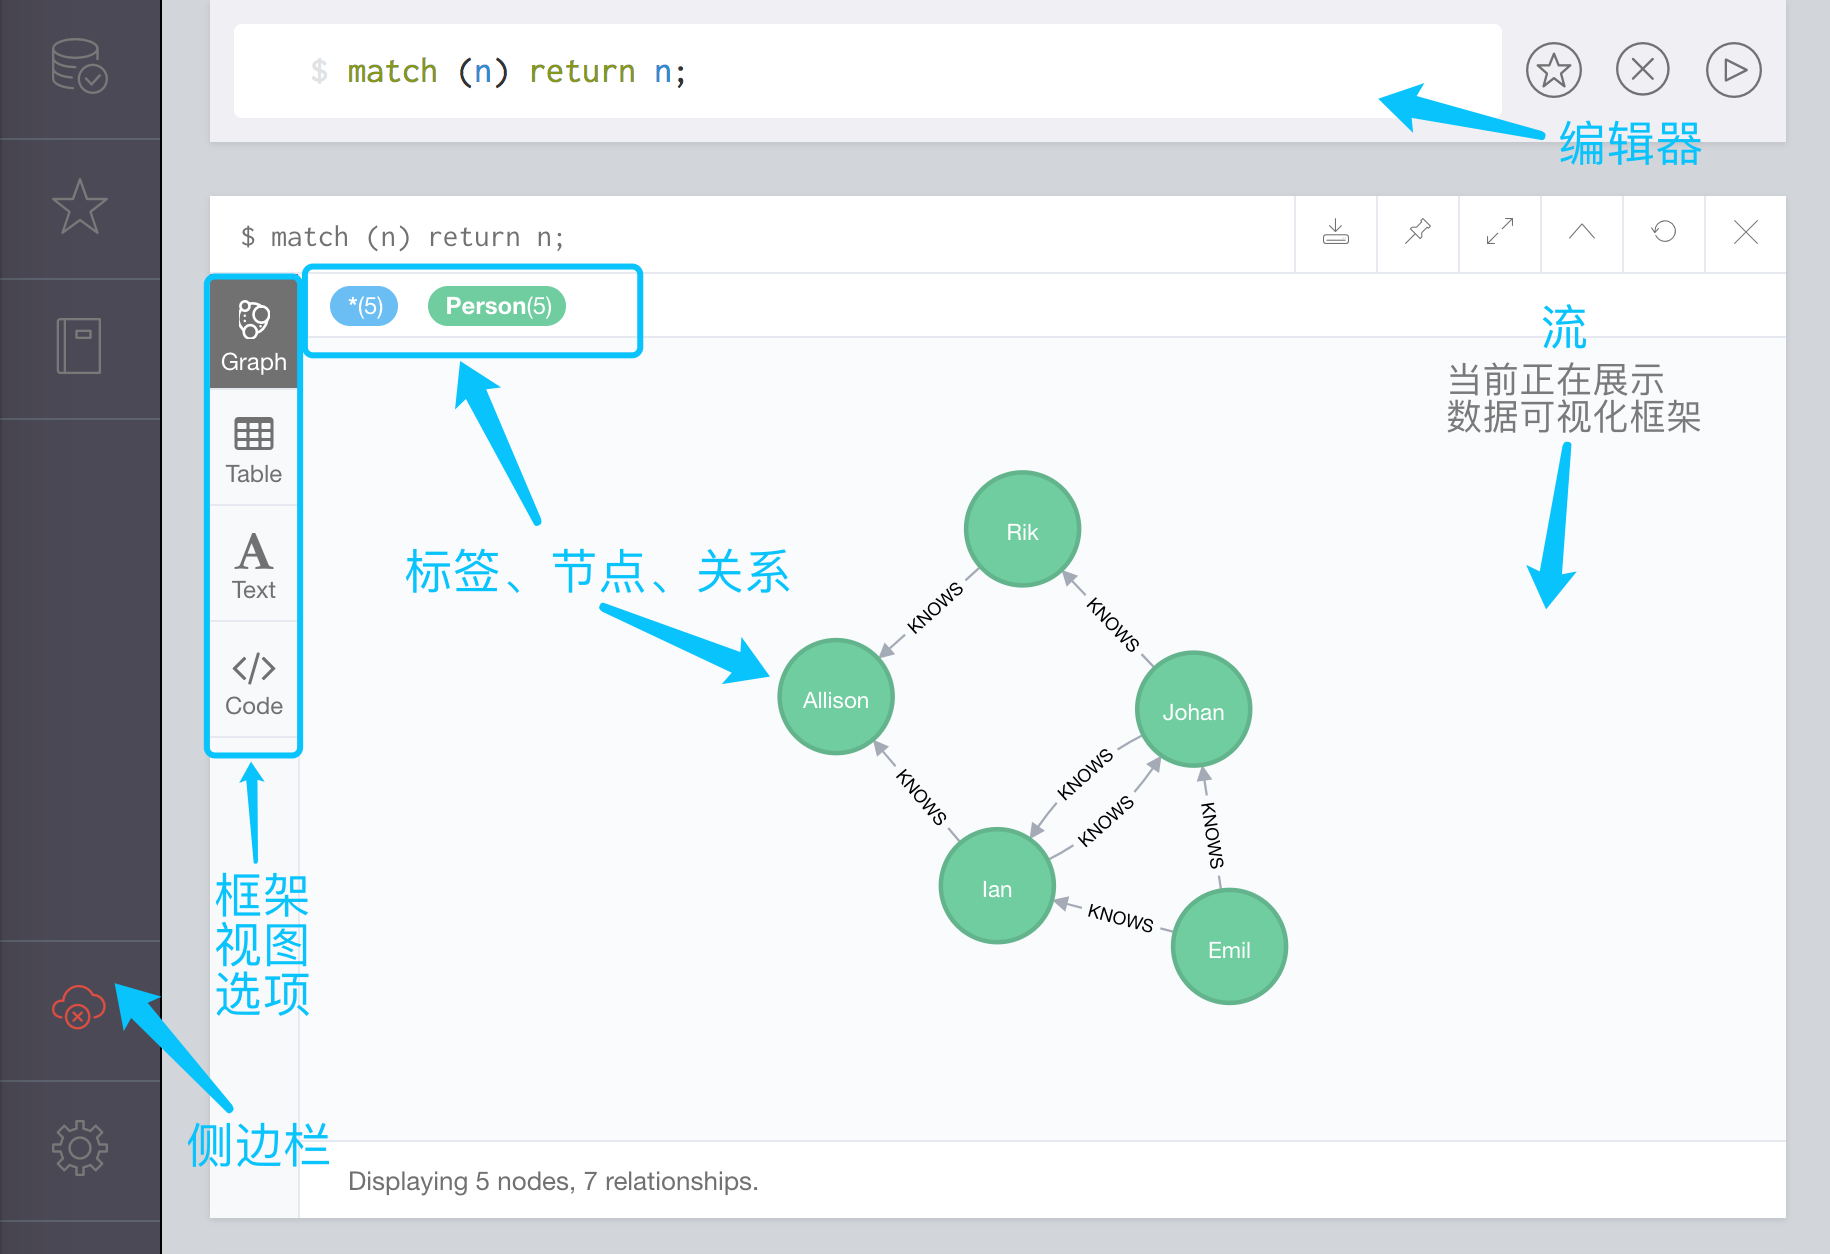 $ match (n) return n;
编辑器
$ match (n) return n;
*(5) Person(5)
Graph
Table
Text
Code
流
当前正在展示
数据可视化框架
标签、节点、关系
Rik
KNOWS
KNOWS
Allison
Johan
KNOWS
KNOWS
KNOWS
KNOWS
Ian
KNOWS
Emil
框架
视图
选项
侧边栏
Displaying 5 nodes, 7 relationships.